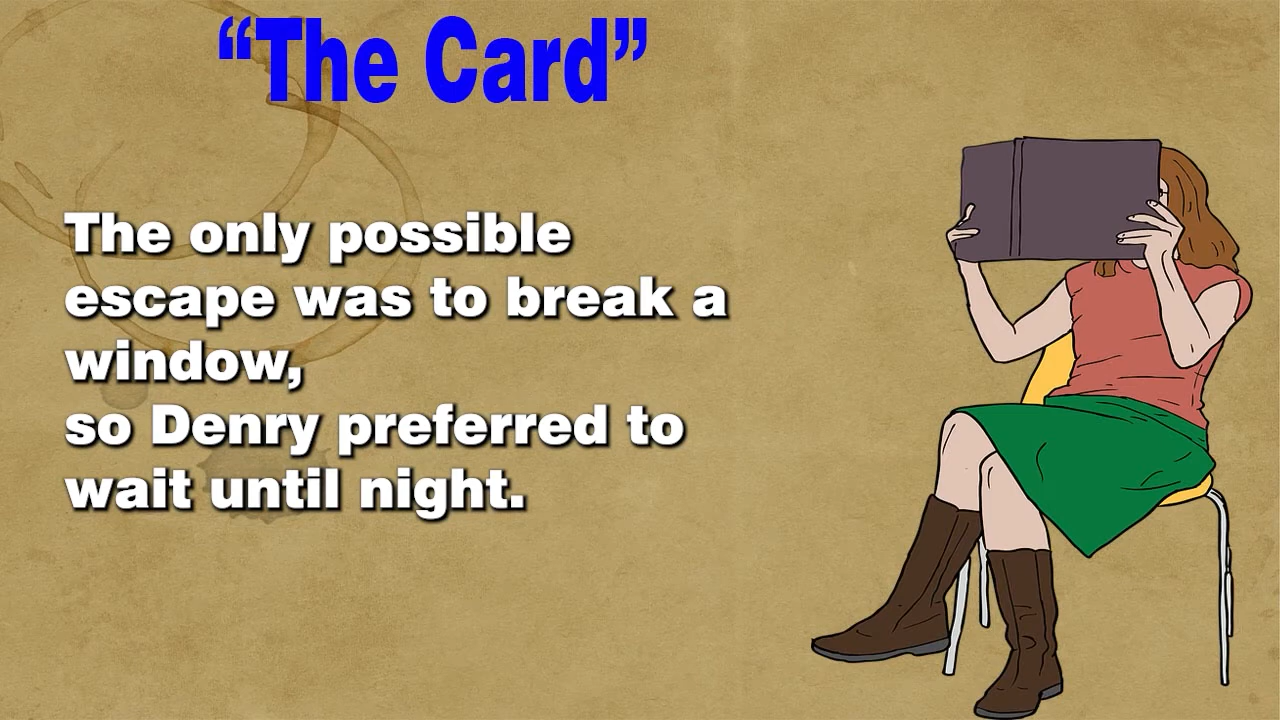 “The Card”
The only possible
escape was to break a
window,
so Denry preferred to
wait until night.